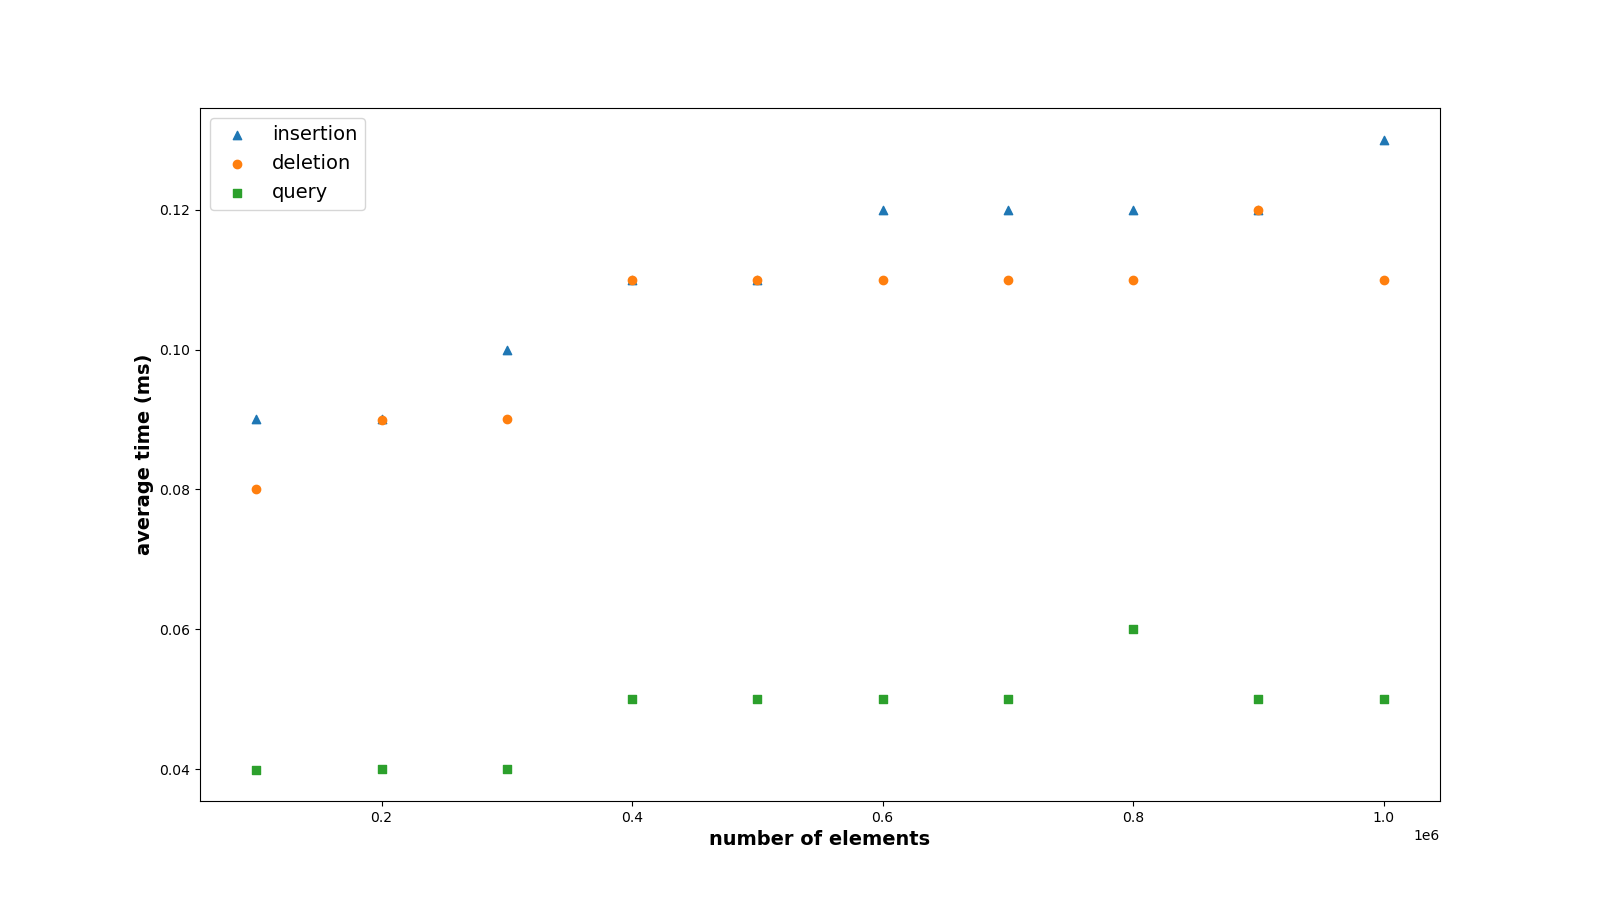 insertion
deletion
query
0.12
0.10
0.08
0.06
0.04
average time (ms)
0.2 0.4 0.6 0.8 1.0
1e6
number of elements